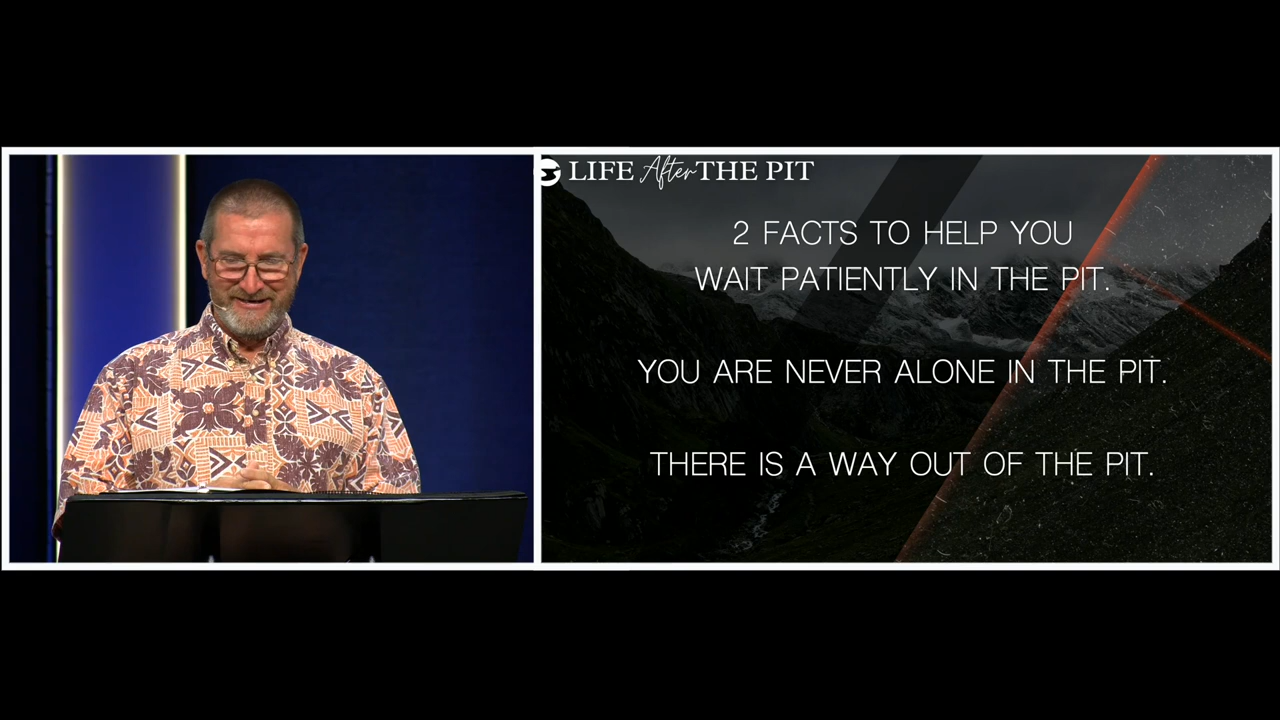 LIFE After THE PIT
2 FACTS TO HELP YOU
WAIT PATIENTLY IN THE PIT.
YOU ARE NEVER ALONE IN THE PIT.
THERE IS A WAY OUT OF THE PIT.